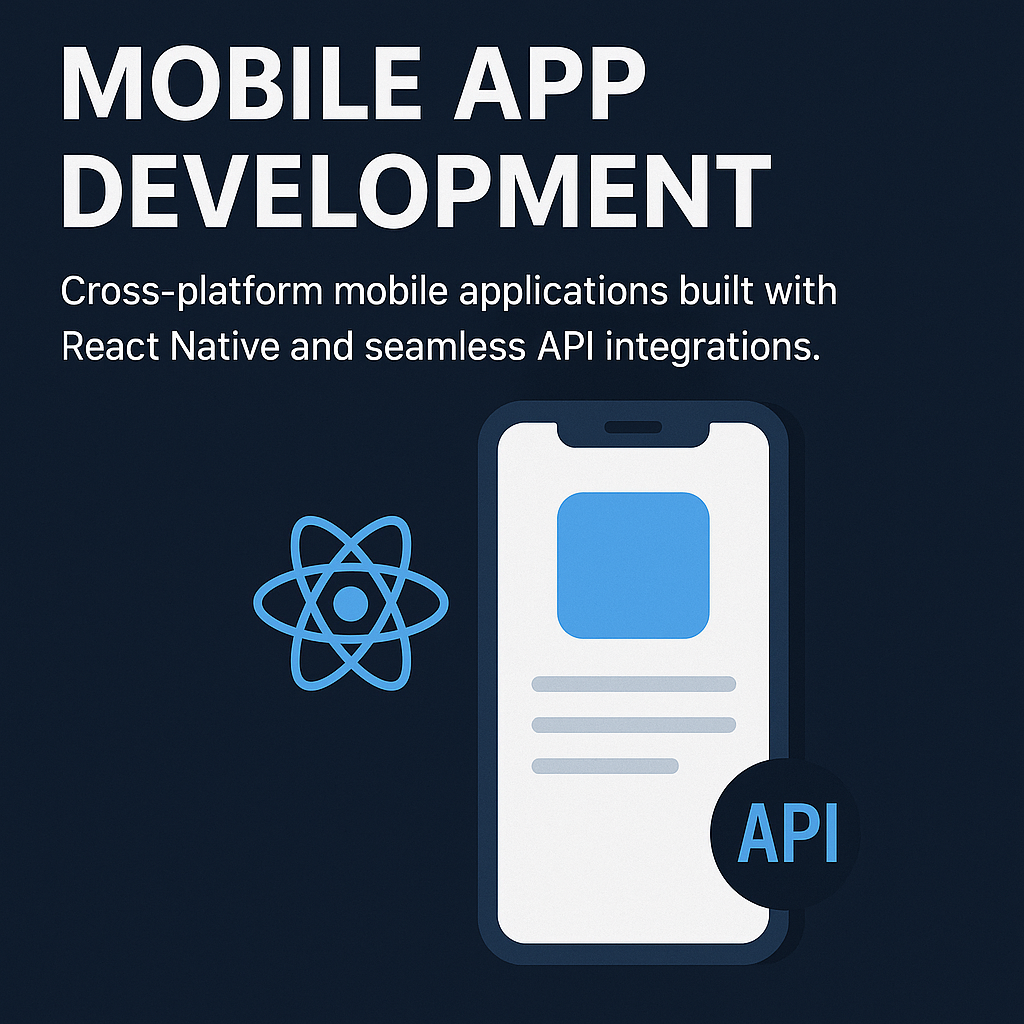 MOBILE APP
DEVELOPMENT
Cross-platform mobile applications built with
React Native and seamless API integrations.
API